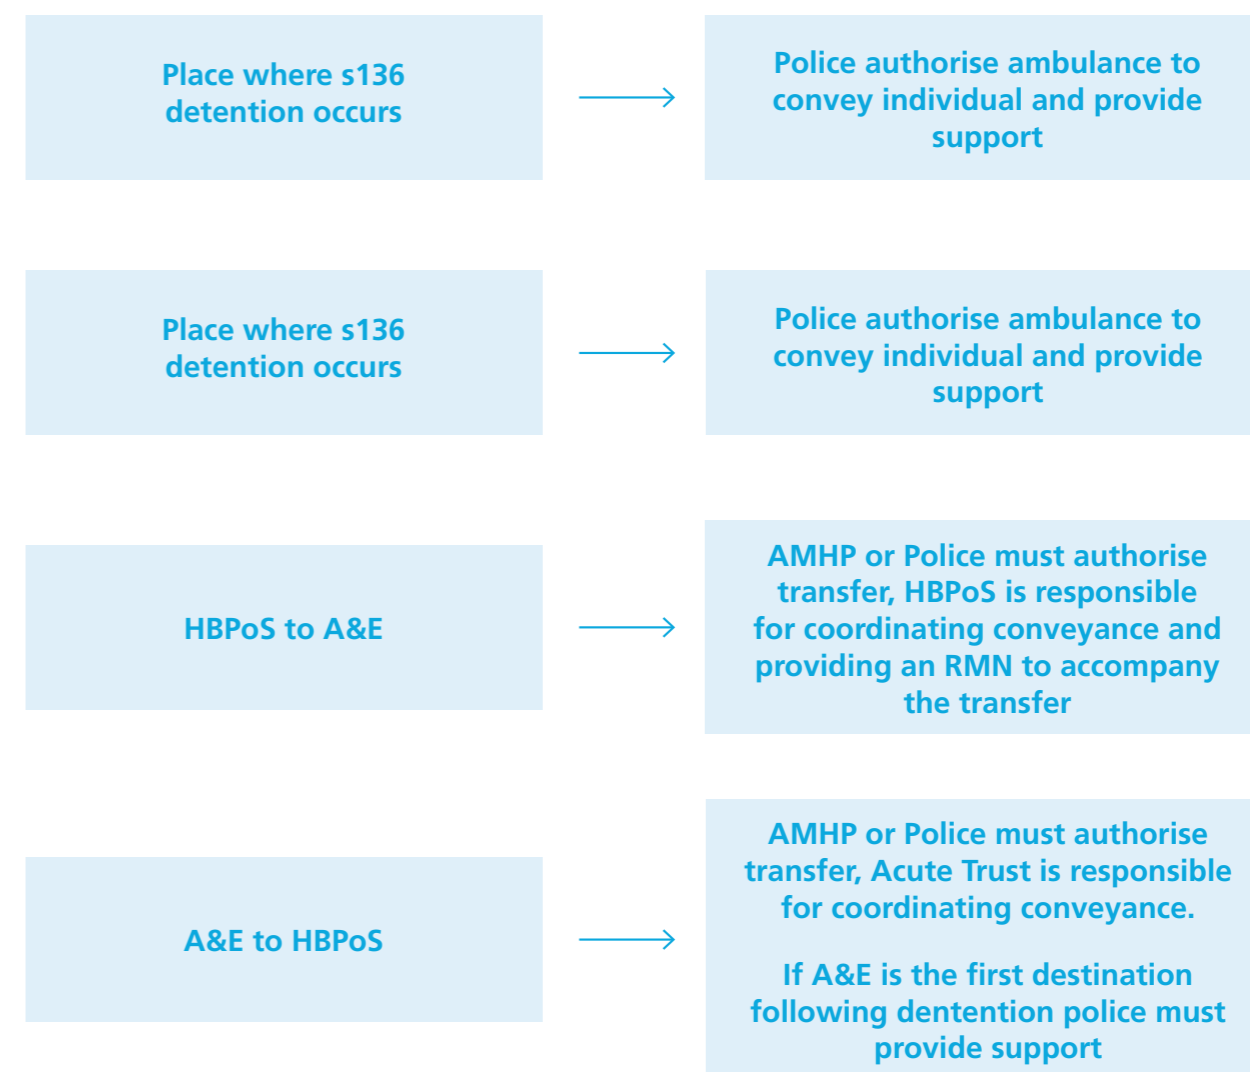 Place where s136
detention occurs
Police authorise ambulance to
convey individual and provide
support
Place where s136
detention occurs
Police authorise ambulance to
convey individual and provide
support
HBPoS to A&E
AMHP or Police must authorise
transfer, HBPoS is responsible
for coordinating conveyance and
providing an RMN to accompany
the transfer
A&E to HBPoS
AMHP or Police must authorise
transfer, Acute Trust is responsible
for coordinating conveyance.
If A&E is the first destination
following dentention police must
provide support